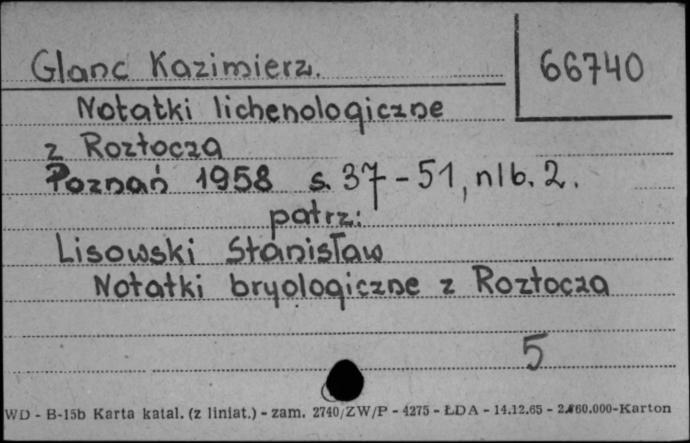 Glanc Kazimierz.
66740
Notatki lichenologiczne
z Roztocza
Poznań 1958 s. 37-51, nlb. 2.
patrz:
Lisowski Stanisław
Notatki bryologiczne z Roztocza
5
WD - B-15b Karta katal. (z liniat.) - zam. 2740/ZW/P - 4275 - ŁDA - 14.12.65 - 2.860.000-Karton